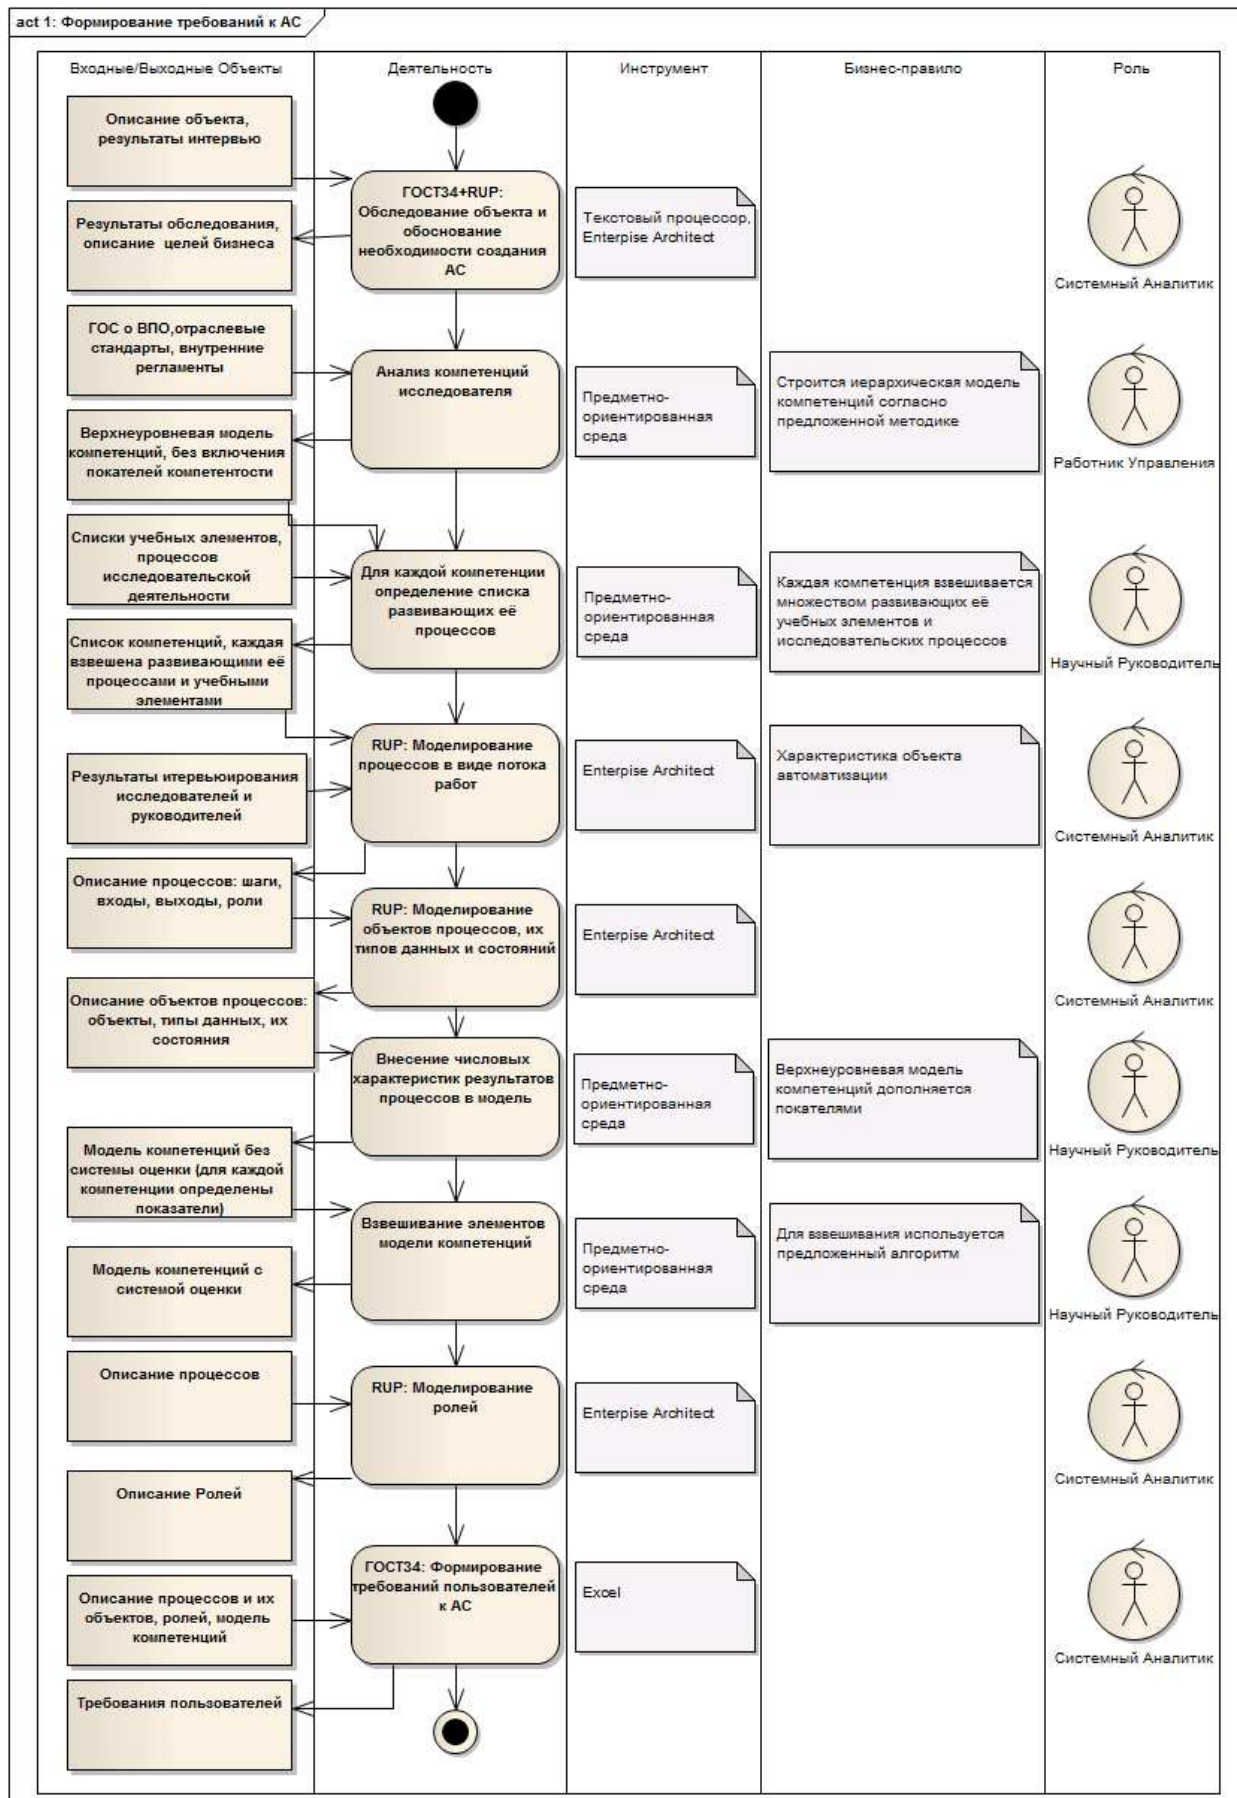 act 1: Формирование требований к АС
Входные/Выходные Объекты
Деятельность
Инструмент
Бизнес-правило
Роль
Описание объекта,
результаты интервью
ГОСТ34+RUP:
Обследование объекта и
обоснование
необходимости создания
АС
Текстовый процессор,
Enterpise Architect
Системный Аналитик
Результаты обследования,
описание целей бизнеса
ГОС о ВПО,отраслевые
стандарты, внутренние
регламенты
Анализ компетенций
исследователя
Предметно-
ориентированная
среда
Строится иерархическая модель
компетенций согласно
предложенной методике
Работник Управления
Верхнеуровневая модель
компетенций, без включения
покателей компетентости
Списки учебных элементов,
процессов
исследовательской
деятельности
Для каждой компетенции
определение списка
развивающих её
процессов
Предметно-
ориентированная
среда
Каждая компетенция взвешивается
множеством развивающих её
учебных элементов и
исследовательских процессов
Научный Руководитель
Список компетенций, каждая
взвешена развивающими её
процессами и учебными
элементами
RUP: Моделирование
процессов в виде потока
работ
Enterpise Architect
Характеристика объекта
автоматизации
Системный Аналитик
Результаты итервьюирования
исследователей и
руководителей
Описание процессов: шаги,
входы, выходы, роли
RUP: Моделирование
объектов процессов, их
типов данных и состояний
Enterpise Architect
Системный Аналитик
Описание объектов процессов:
объекты, типы данных, их
состояния
Внесение числовых
характеристик результатов
процессов в модель
Предметно-
ориентированная
среда
Верхнеуровневая модель
компетенций дополняется
покателями
Научный Руководитель
Модель компетенций без
системы оценки (для каждой
компетенции определены
показатели)
Взвешивание элементов
модели компетенций
Предметно-
ориентированная
среда
Для взвешивания используется
предложенный алгоритм
Научный Руководитель
Модель компетенций с
системой оценки
Описание процессов
RUP: Моделирование
ролей
Enterpise Architect
Системный Аналитик
Описание Ролей
ГОСТ34: Формирование
требований пользователей
к АС
Excel
Системный Аналитик
Описание процессов и их
объектов, ролей, модель
компетенций
Требования пользователей